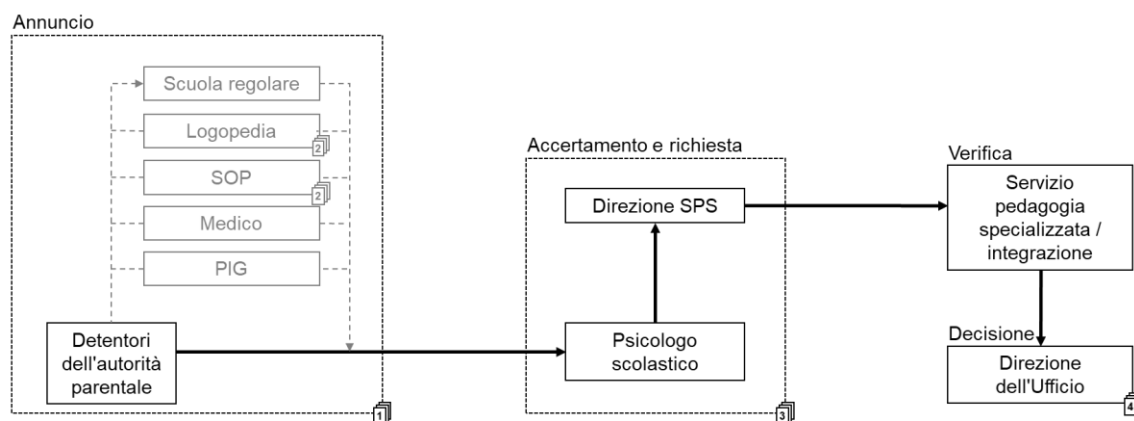 Annuncio
Scuola regolare
Logopedia
2
SOP
2
Medico
PIG
Detentori
dell'autorità
parentale
1
Accertamento e richiesta
Direzione SPS
Psicologo
scolastico
3
Verifica
Servizio
pedagogia
specializzata /
integrazione
Decisione
Direzione
dell'Ufficio
4